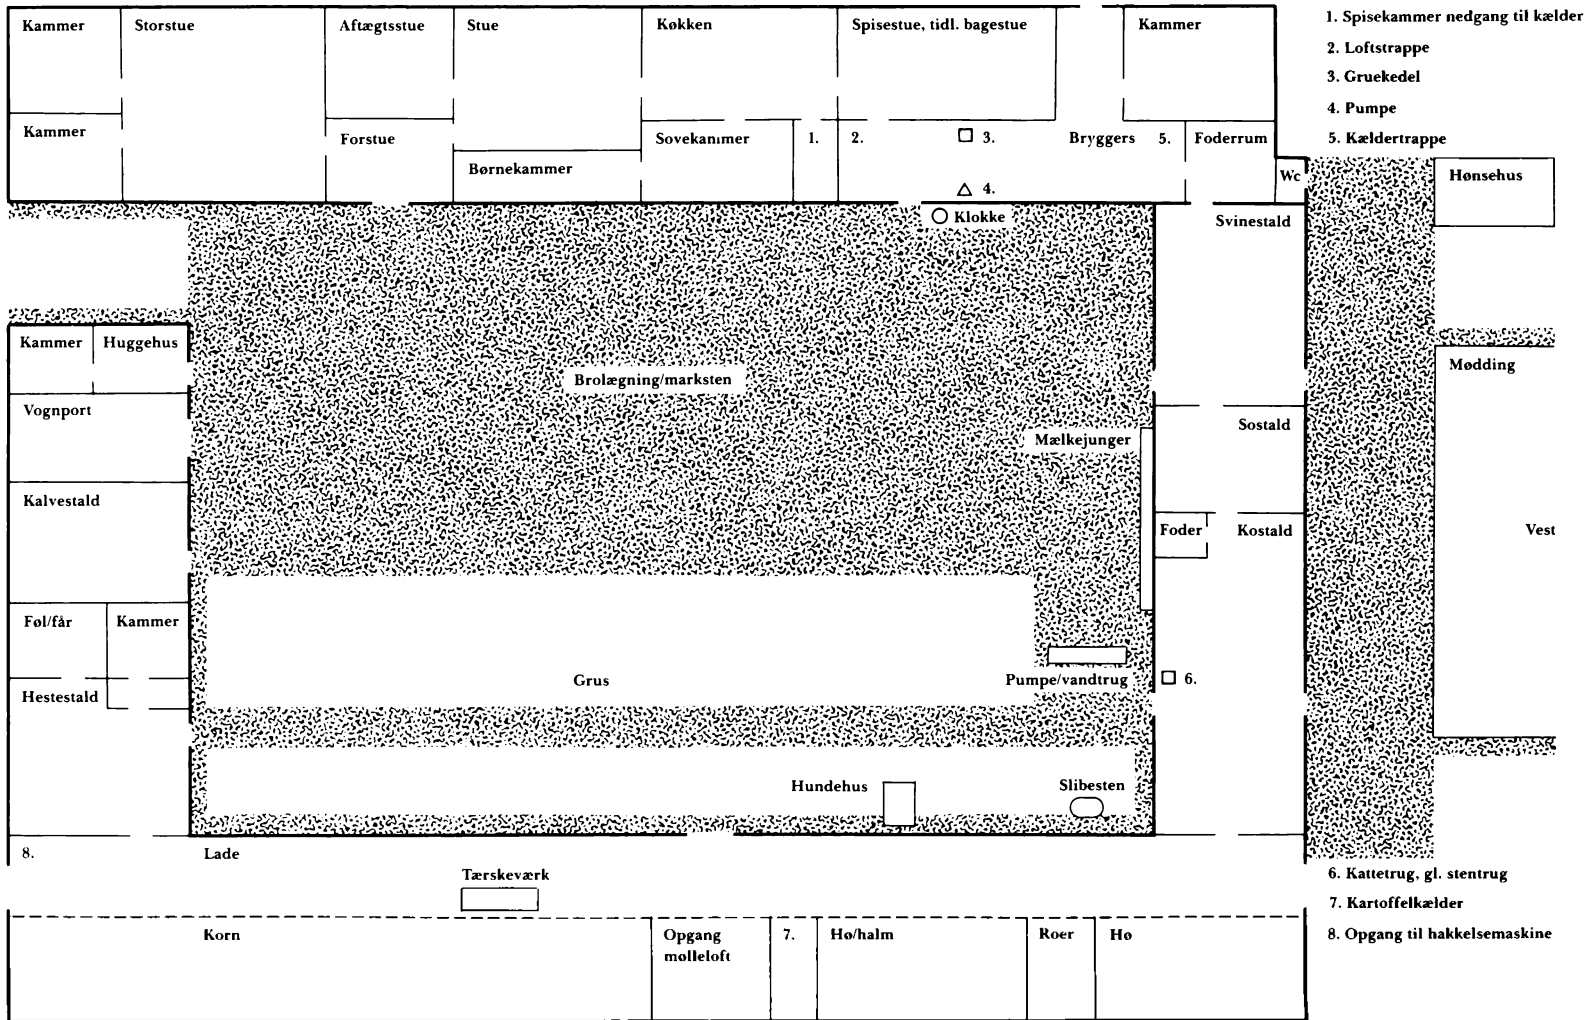 Kammer
Storstue
Aftægtsstue
Stue
Køkken
Spisestue, tidl. bagestue
Kammer
1. Spisekammer nedgang til kælder
2. Loftstrappe
3. Gruekedel
4. Pumpe
5. Kældertrappe
Kammer
Forstue
Børnekammer
Sovekammer
1.
2.
3.
Bryggers
5.
Foderrum
4.
Wc
Hønsehus
Klokke
Svinestald
Kammer
Huggehus
Mødding
Brolægning/marksten
Vognport
Mælkejunger
Sostald
Kalvestald
Foder
Kostald
Vest
Føl/får
Kammer
Grus
Pumpe/vandtrug
6.
Hestestald
Hundehus
Slibesten
8.
Lade
Tærskeværk
6. Kattetrug, gl. stentrug
7. Kartoffelkælder
8. Opgang til hakkelsemaskine
Korn
Opgang
mølleloft
7.
Hø/halm
Roer
Hø